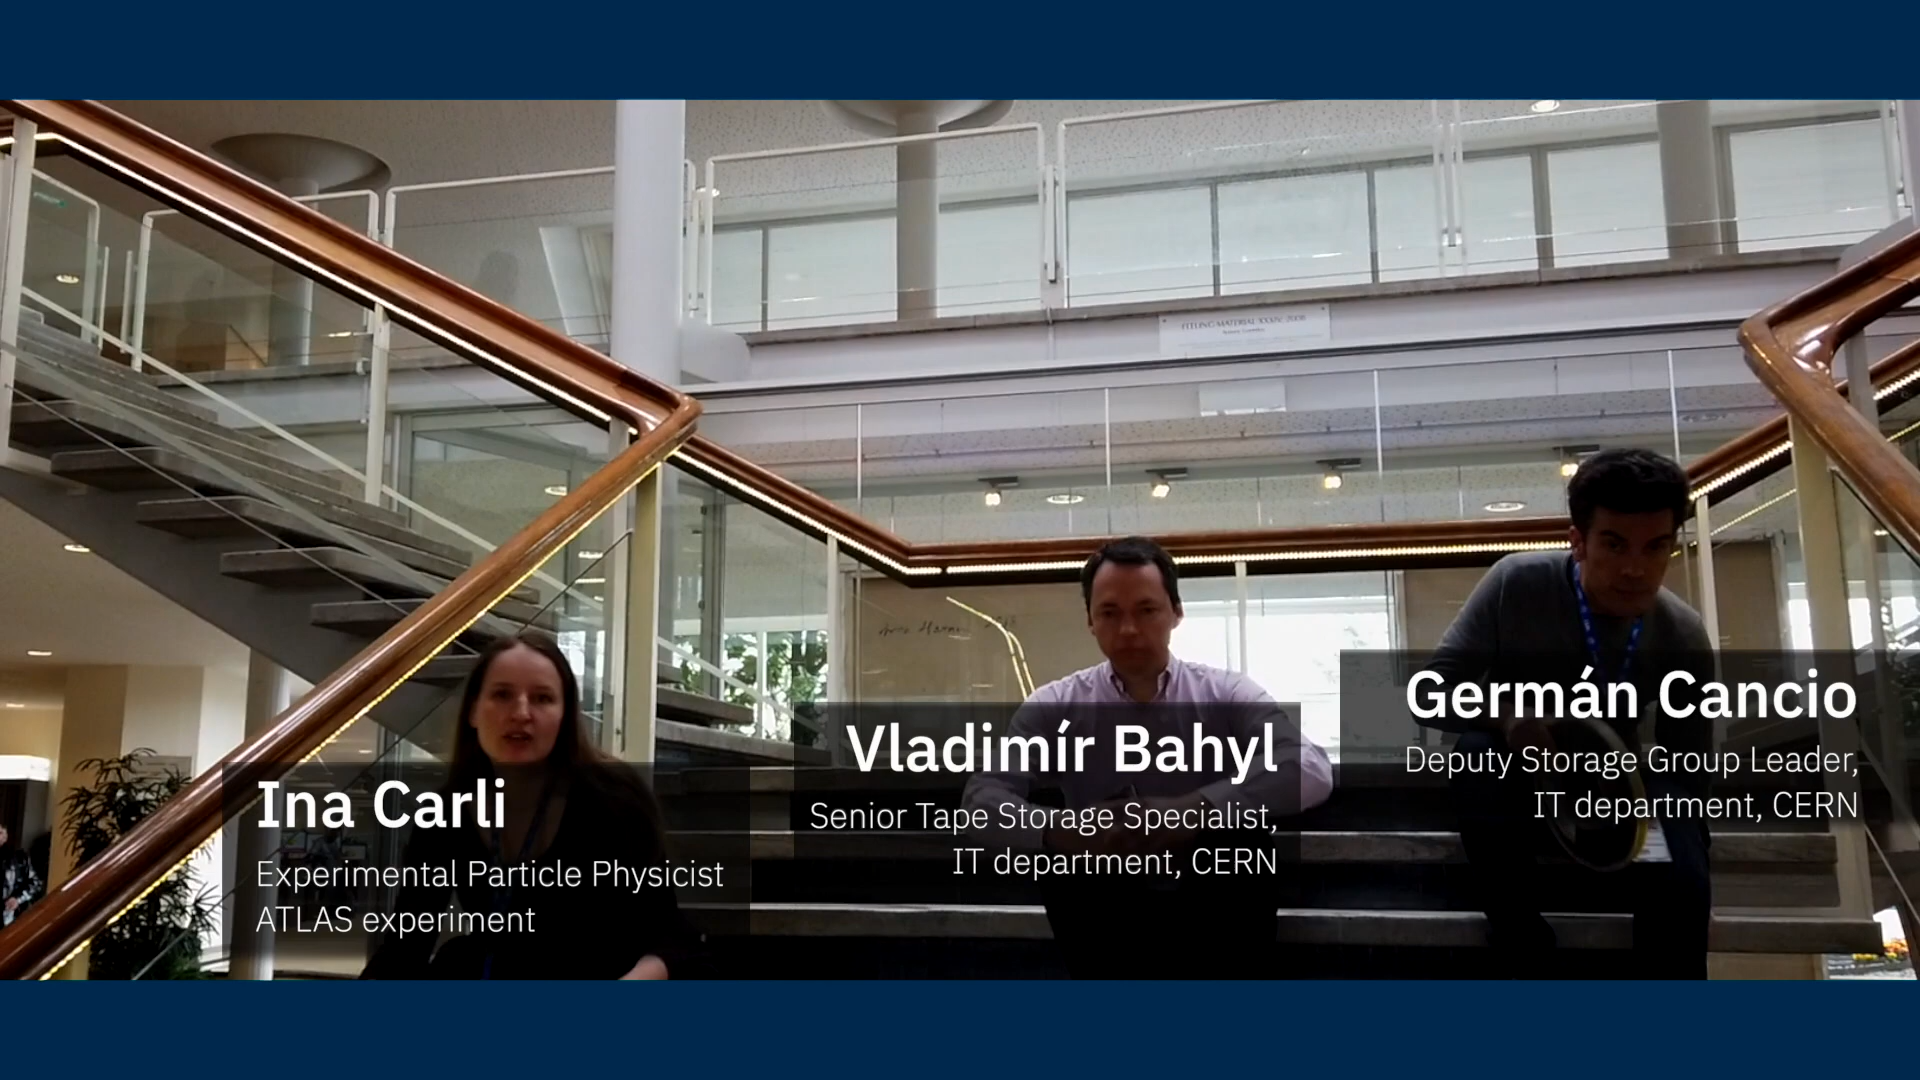 Ina Carli
Experimental Particle Physicist
ATLAS experiment
Vladimír Bahyl
Senior Tape Storage Specialist,
IT department, CERN
Germán Cancio
Deputy Storage Group Leader,
IT department, CERN